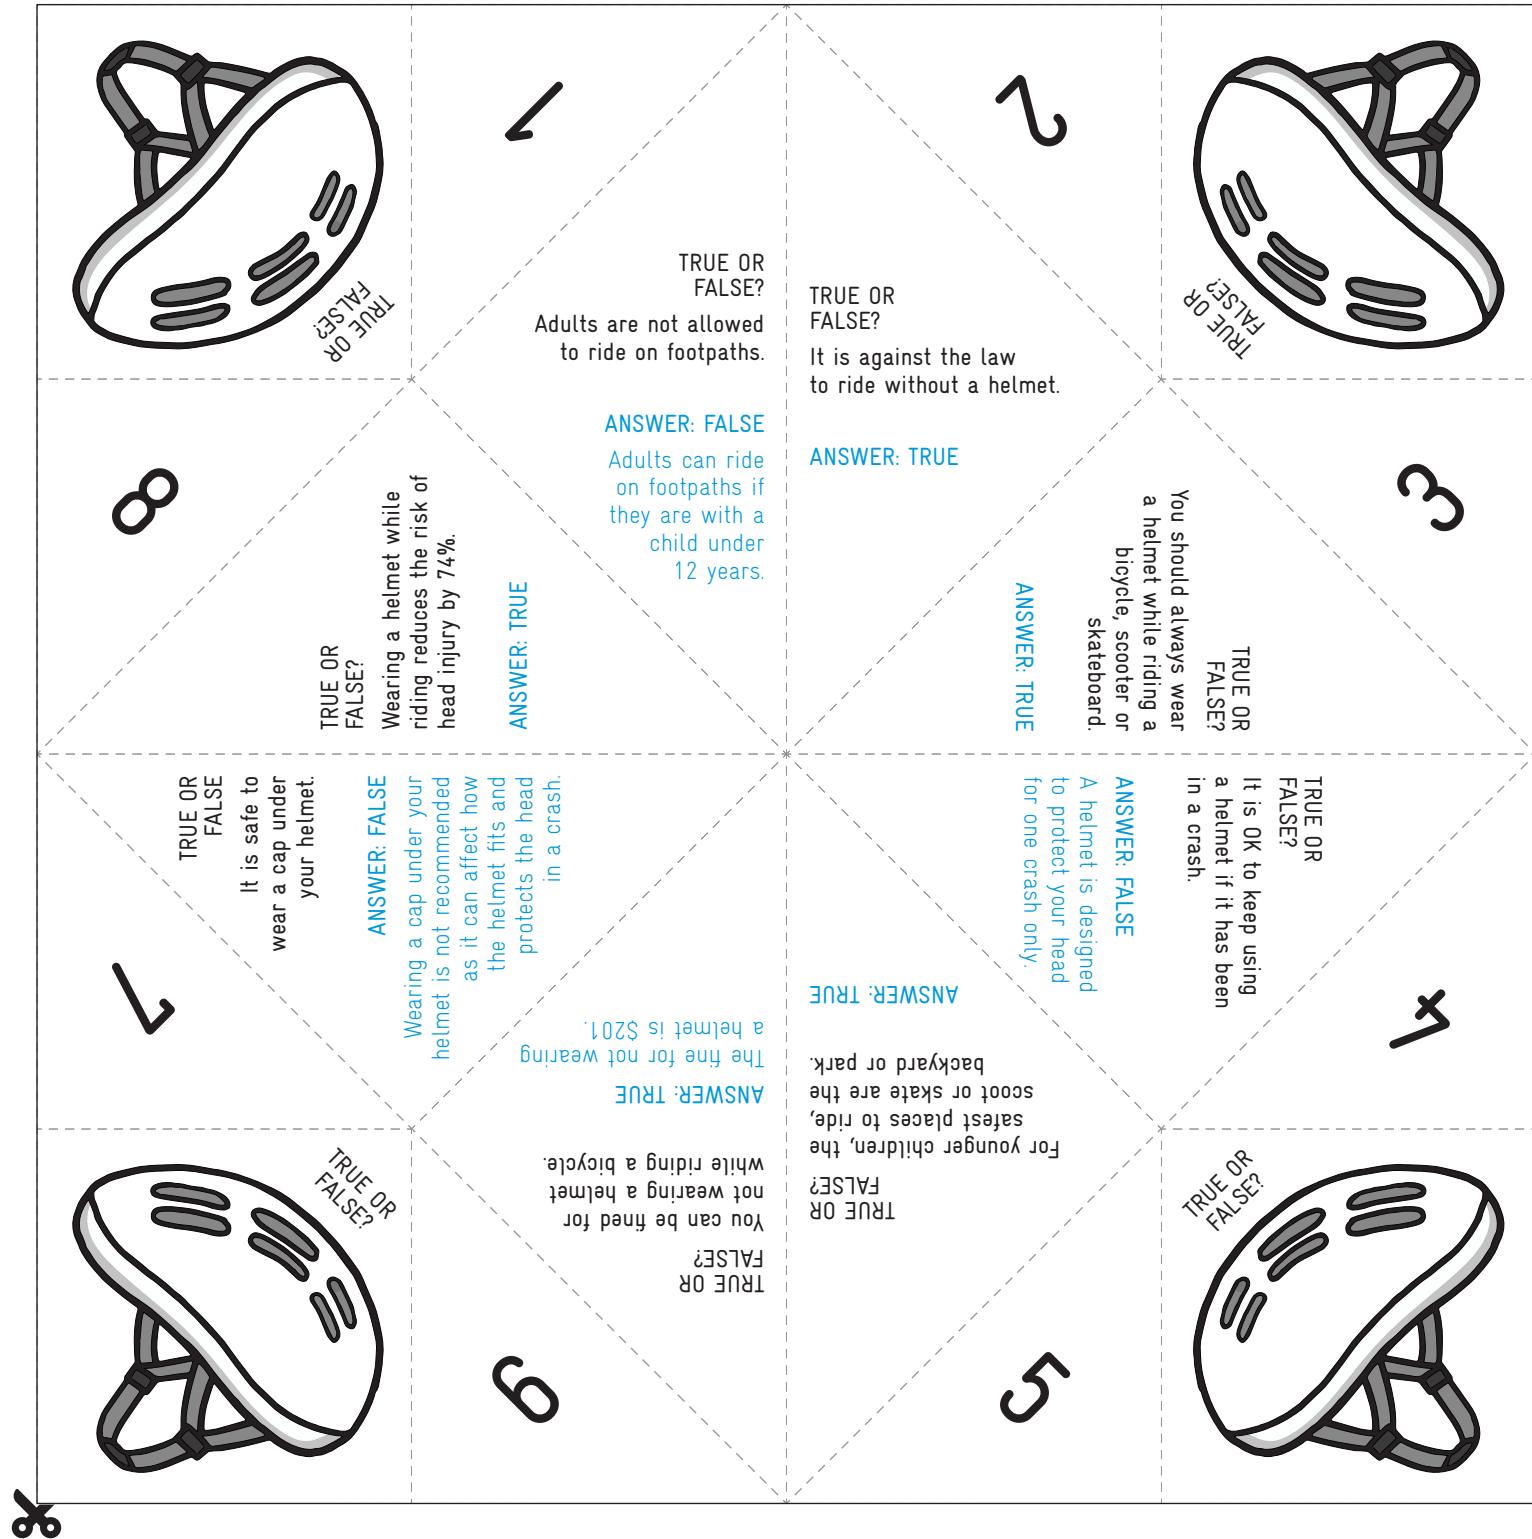 TRUE OR
FALSE?
1
2
TRUE OR
FALSE?
TRUE OR
FALSE?
Adults are not allowed
to ride on footpaths.
ANSWER: FALSE
Adults can ride
on footpaths if
they are with a
child under
12 years.
TRUE OR
FALSE?
It is against the law
to ride without a helmet.
ANSWER: TRUE
3
TRUE OR
FALSE?
You should always wear
a helmet while riding a
bicycle, scooter or
skateboard.
ANSWER: TRUE
4
TRUE OR
FALSE?
It is OK to keep using
a helmet if it has been
in a crash.
ANSWER: FALSE
A helmet is designed
to protect your head
for one crash only.
TRUE OR
FALSE?
5
TRUE OR
FALSE?
For younger children, the
safest places to ride,
scoot or skate are the
backyard or park.
ANSWER: TRUE
6
TRUE OR
FALSE?
You can be fined for
not wearing a helmet
while riding a bicycle.
ANSWER: TRUE
The fine for not wearing
a helmet is $201.
TRUE OR
FALSE?
7
TRUE OR
FALSE
It is safe to
wear a cap under
your helmet.
ANSWER: FALSE
Wearing a cap under your
helmet is not recommended
as it can affect how
the helmet fits and
protects the head
in a crash.
8
TRUE OR
FALSE?
Wearing a helmet while
riding reduces the risk of
head injury by 74%.
ANSWER: TRUE